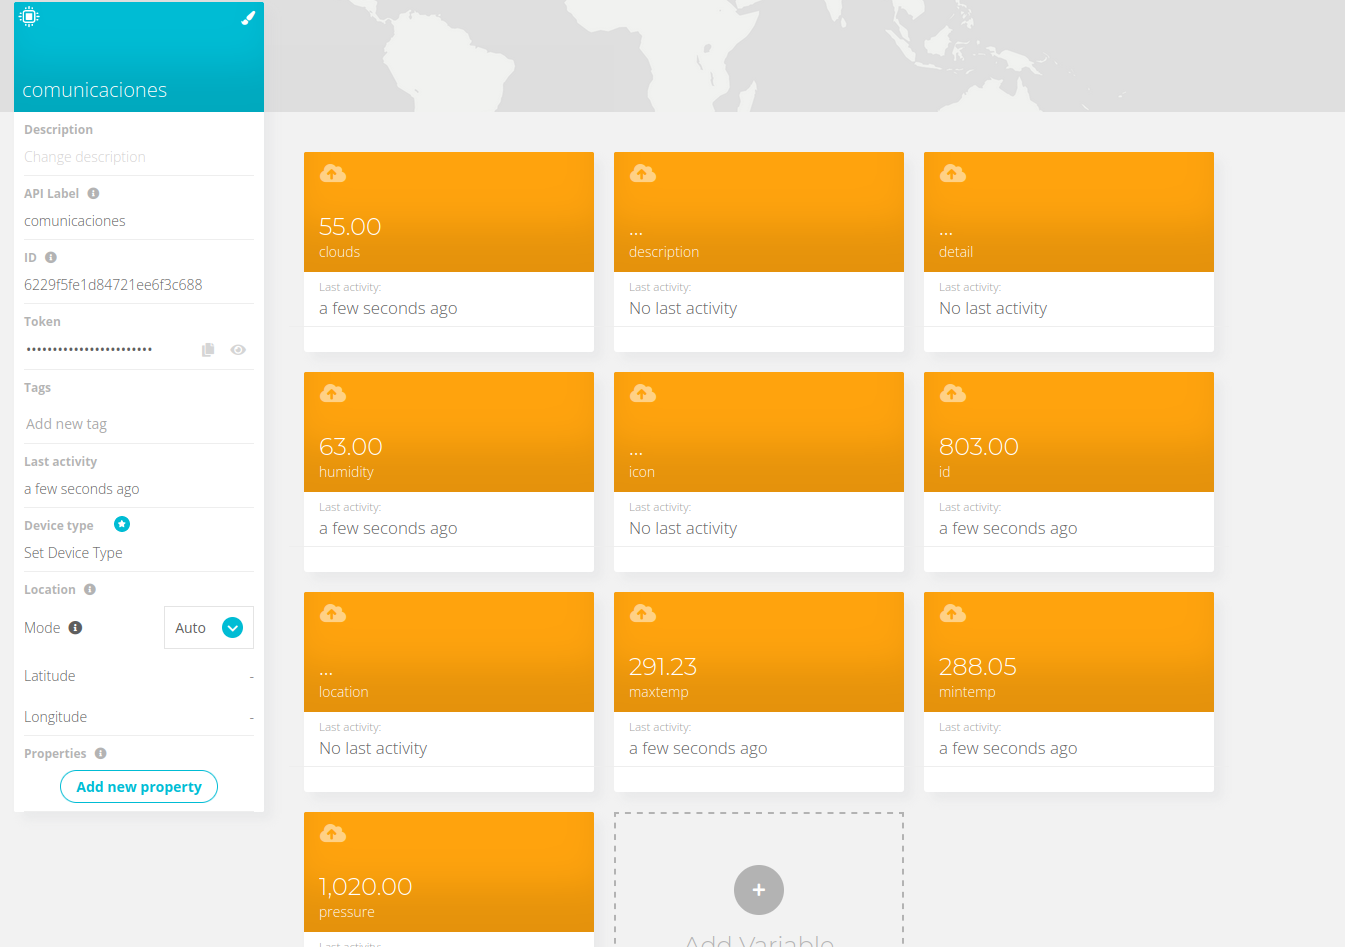 comunicaciones
Description
Change description
API Label
comunicaciones
ID
6229f5fe1d84721ee6f3c688
Token
••••••••••••••••••••••••
Tags
Add new tag
Last activity
a few seconds ago
Device type
Set Device Type
Location
Mode Auto
Latitude -
Longitude -
Properties
Add new property
55.00
clouds
Last activity:
a few seconds ago
...
description
Last activity:
No last activity
...
detail
Last activity:
No last activity
63.00
humidity
Last activity:
a few seconds ago
...
icon
Last activity:
No last activity
803.00
id
Last activity:
a few seconds ago
...
location
Last activity:
No last activity
291.23
maxtemp
Last activity:
a few seconds ago
288.05
mintemp
Last activity:
a few seconds ago
1,020.00
pressure
Last activity:
+
Add Variable